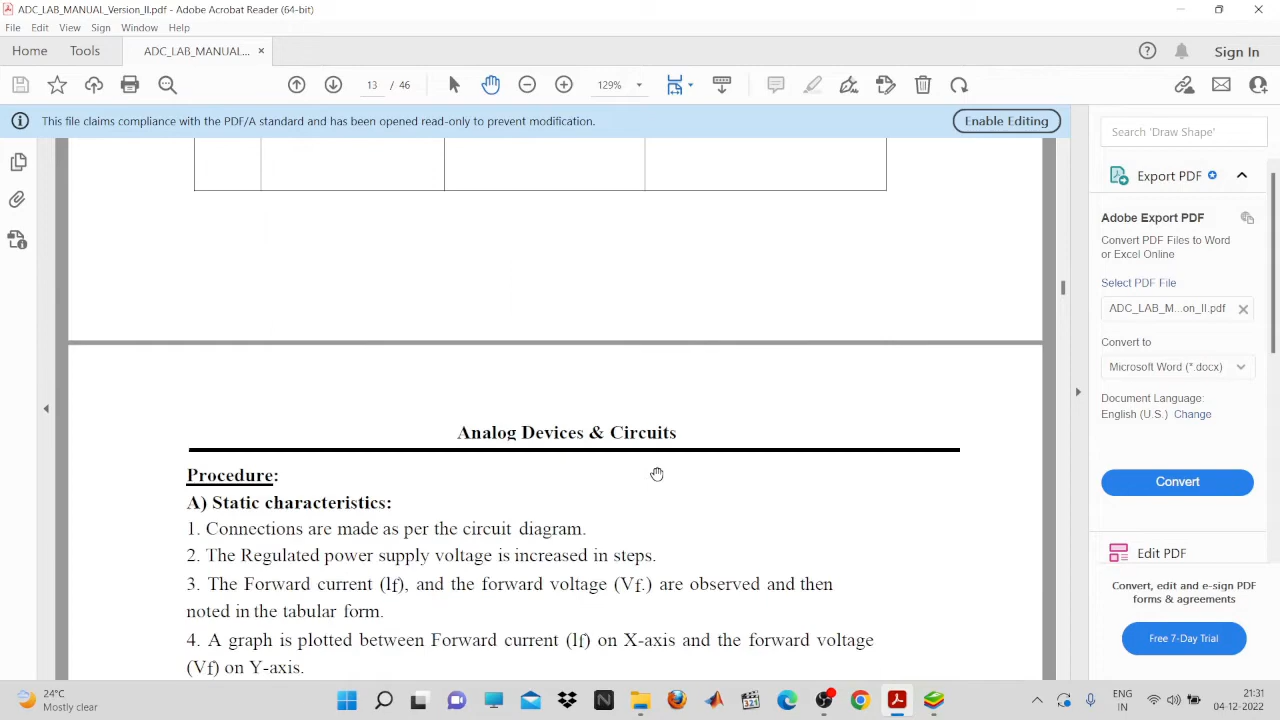 ADC_LAB_MANUAL_Version_II.pdf - Adobe Acrobat Reader (64-bit)
File Edit View Sign Window Help
Home Tools ADC_LAB_MANUAL... × Sign In
13 / 46 129%
This file claims compliance with the PDF/A standard and has been opened read-only to prevent modification. Enable Editing
Search 'Draw Shape'
Export PDF
Adobe Export PDF
Convert PDF Files to Word
or Excel Online
Select PDF File
ADC_LAB_M...on_II.pdf
Convert to
Microsoft Word (*.docx)
Document Language:
English (U.S.) Change
Convert
Edit PDF
Convert, edit and e-sign PDF
forms & agreements
Free 7-Day Trial
Analog Devices & Circuits
Procedure:
A) Static characteristics:
1. Connections are made as per the circuit diagram.
2. The Regulated power supply voltage is increased in steps.
3. The Forward current (lf), and the forward voltage (Vf.) are observed and then
noted in the tabular form.
4. A graph is plotted between Forward current (lf) on X-axis and the forward voltage
(Vf) on Y-axis.
24°C
Mostly clear
321
ENG
IN
21:31
04-12-2022